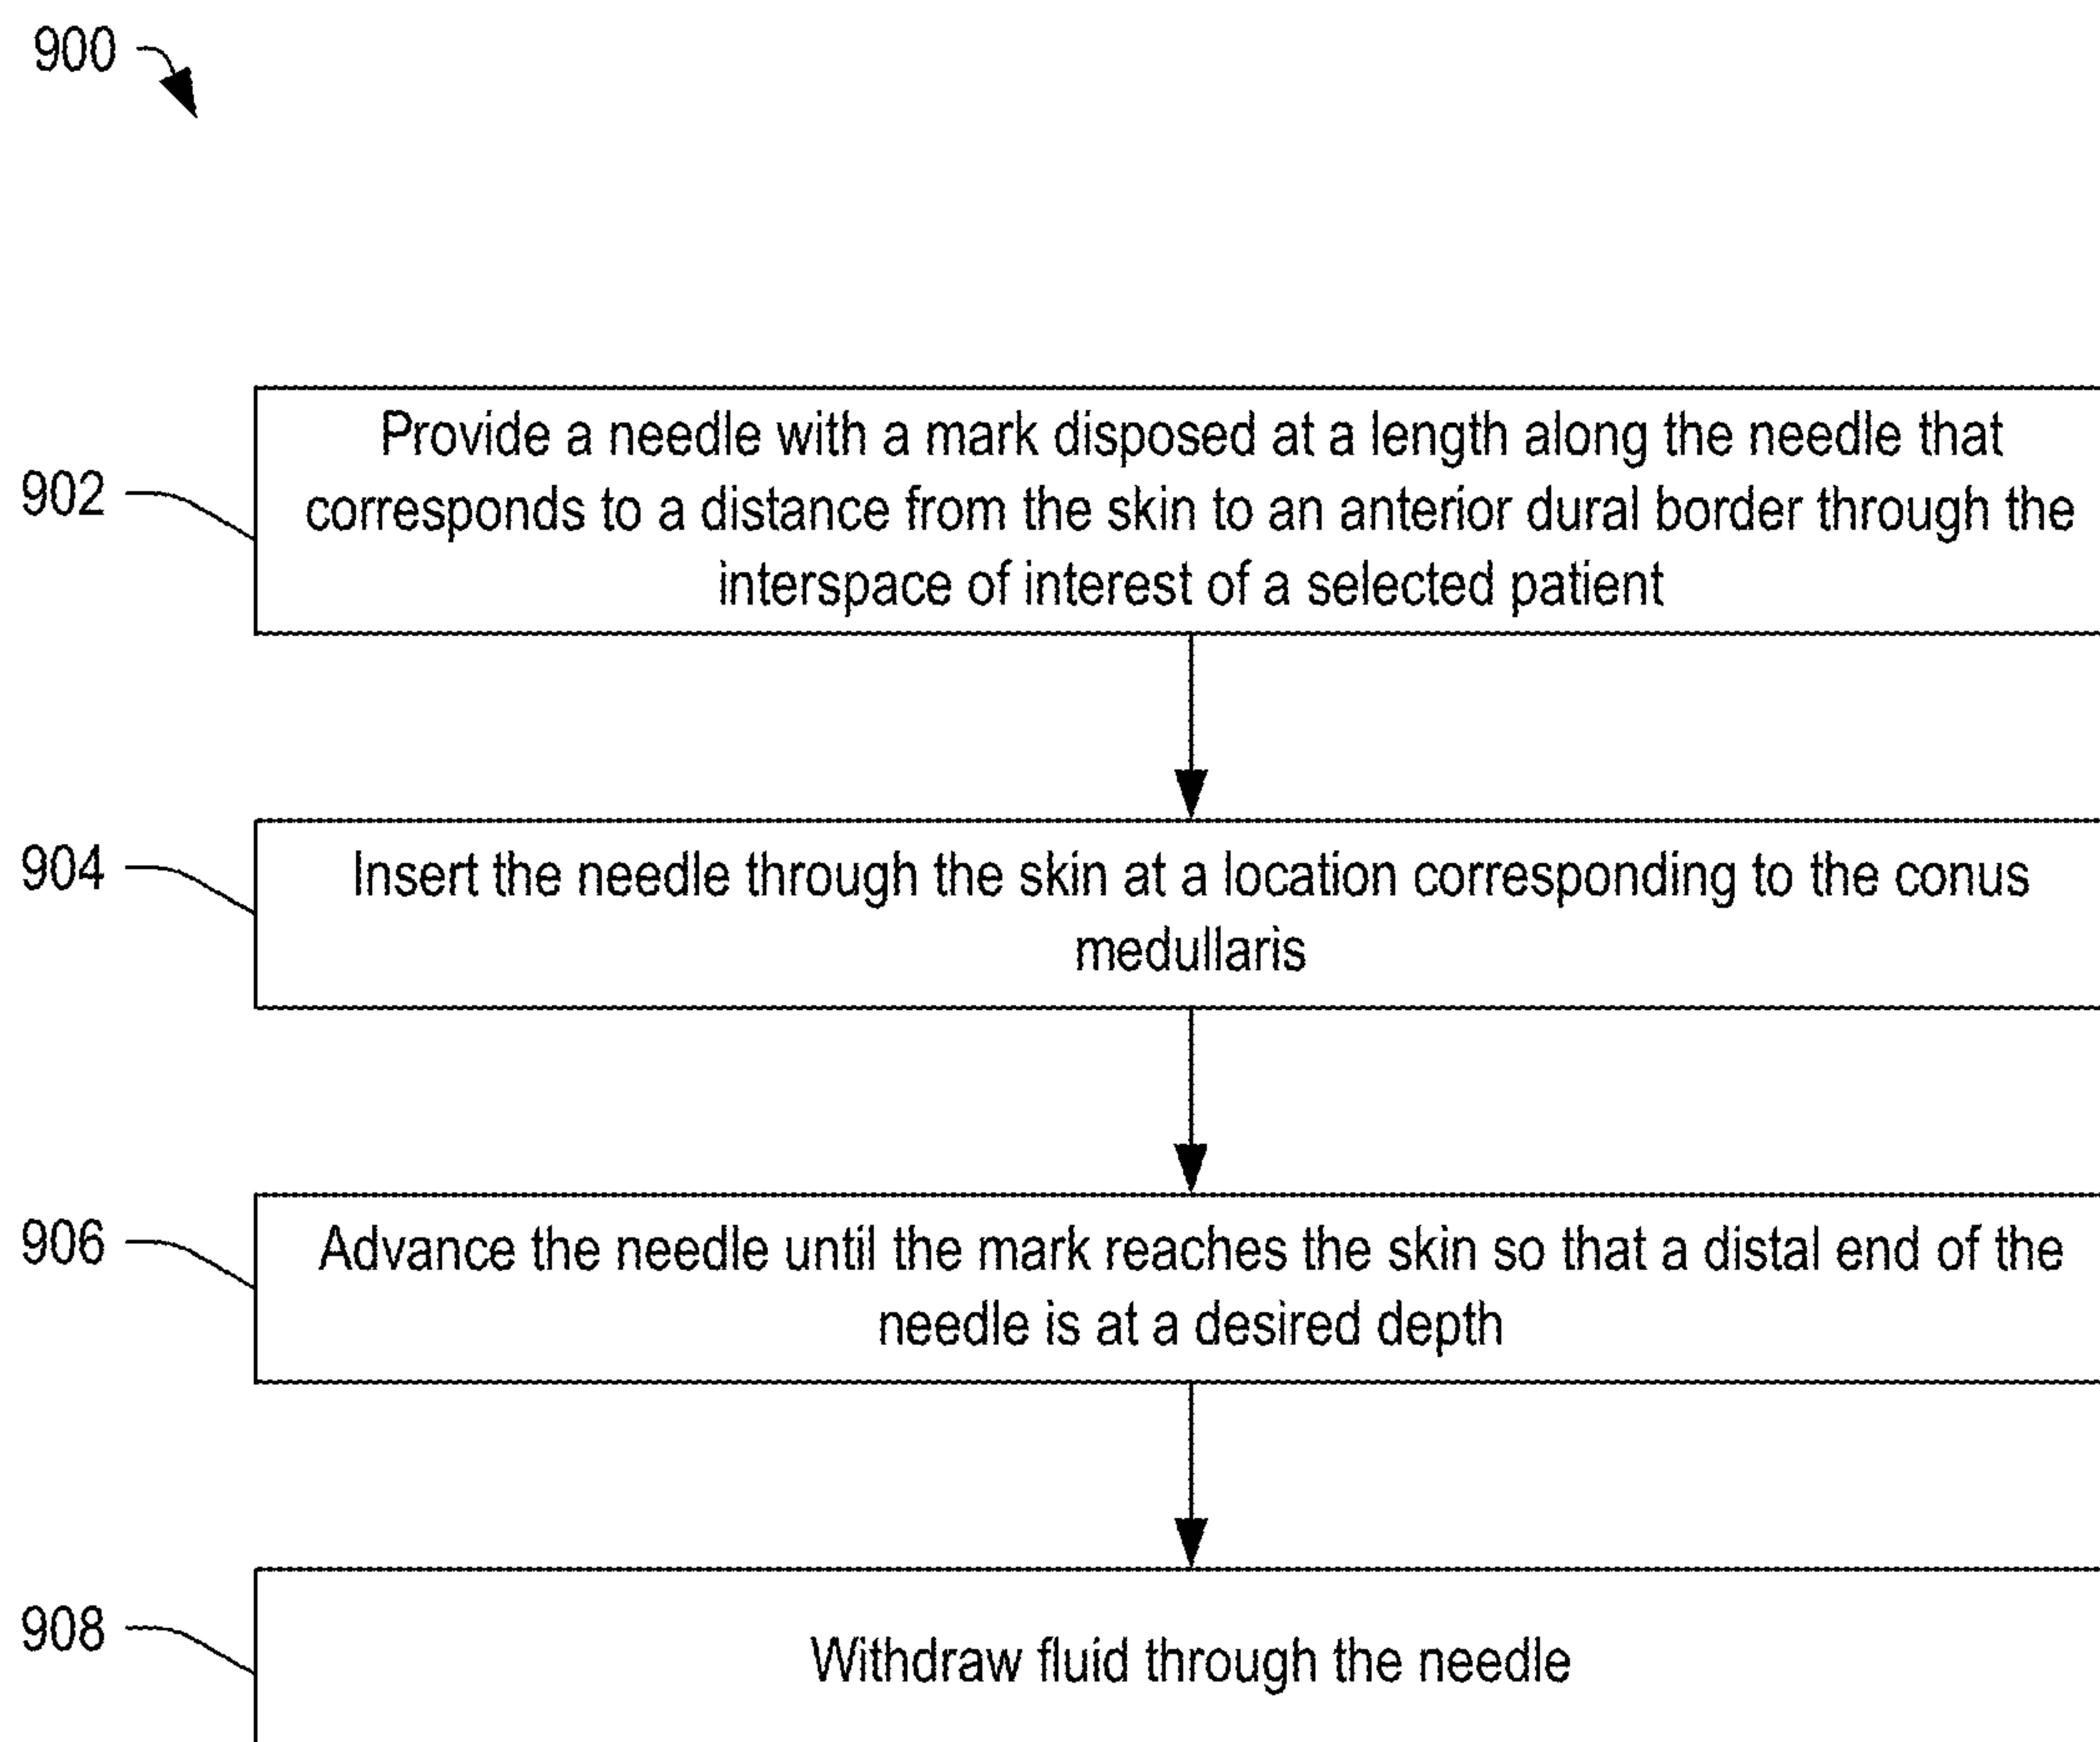 900
902
Provide a needle with a mark disposed at a length along the needle that
corresponds to a distance from the skin to an anterior dural border through the
interspace of interest of a selected patient
904
Insert the needle through the skin at a location corresponding to the conus
medullaris
906
Advance the needle until the mark reaches the skin so that a distal end of the
needle is at a desired depth
908
Withdraw fluid through the needle